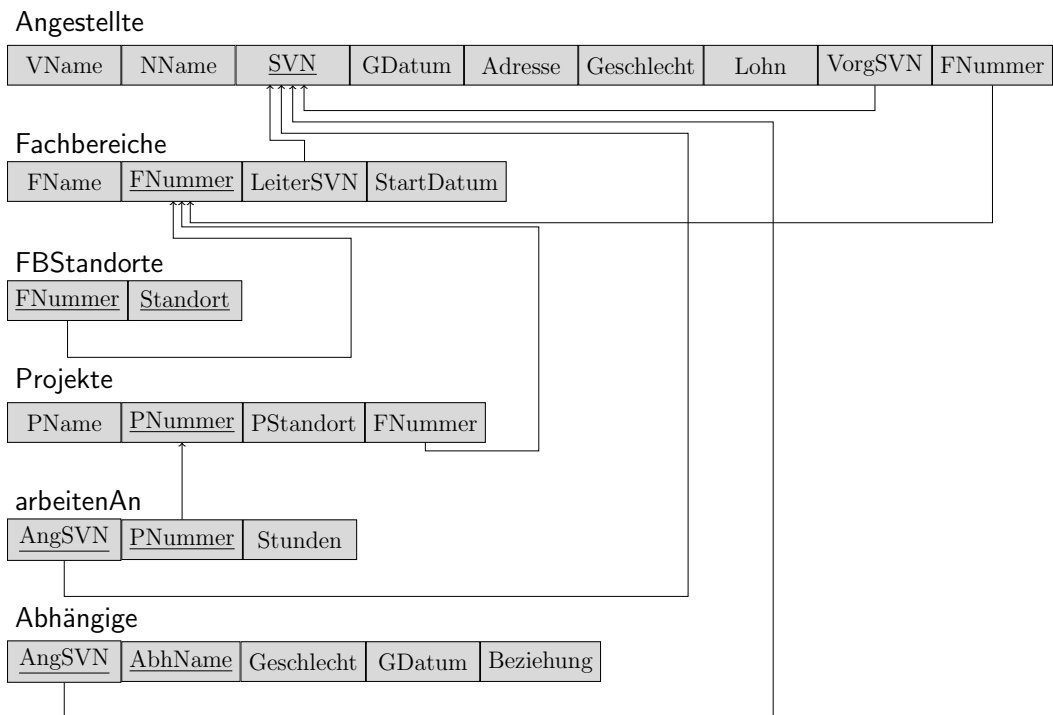 Angestellte
VName NName SVN GDatum Adresse Geschlecht Lohn VorgSVN FNummer
Fachbereiche
FName FNummer LeiterSVN StartDatum
FBStandorte
FNummer Standort
Projekte
PName PNummer PStandort FNummer
arbeitenAn
AngSVN PNummer Stunden
Abhängige
AngSVN AbhName Geschlecht GDatum Beziehung